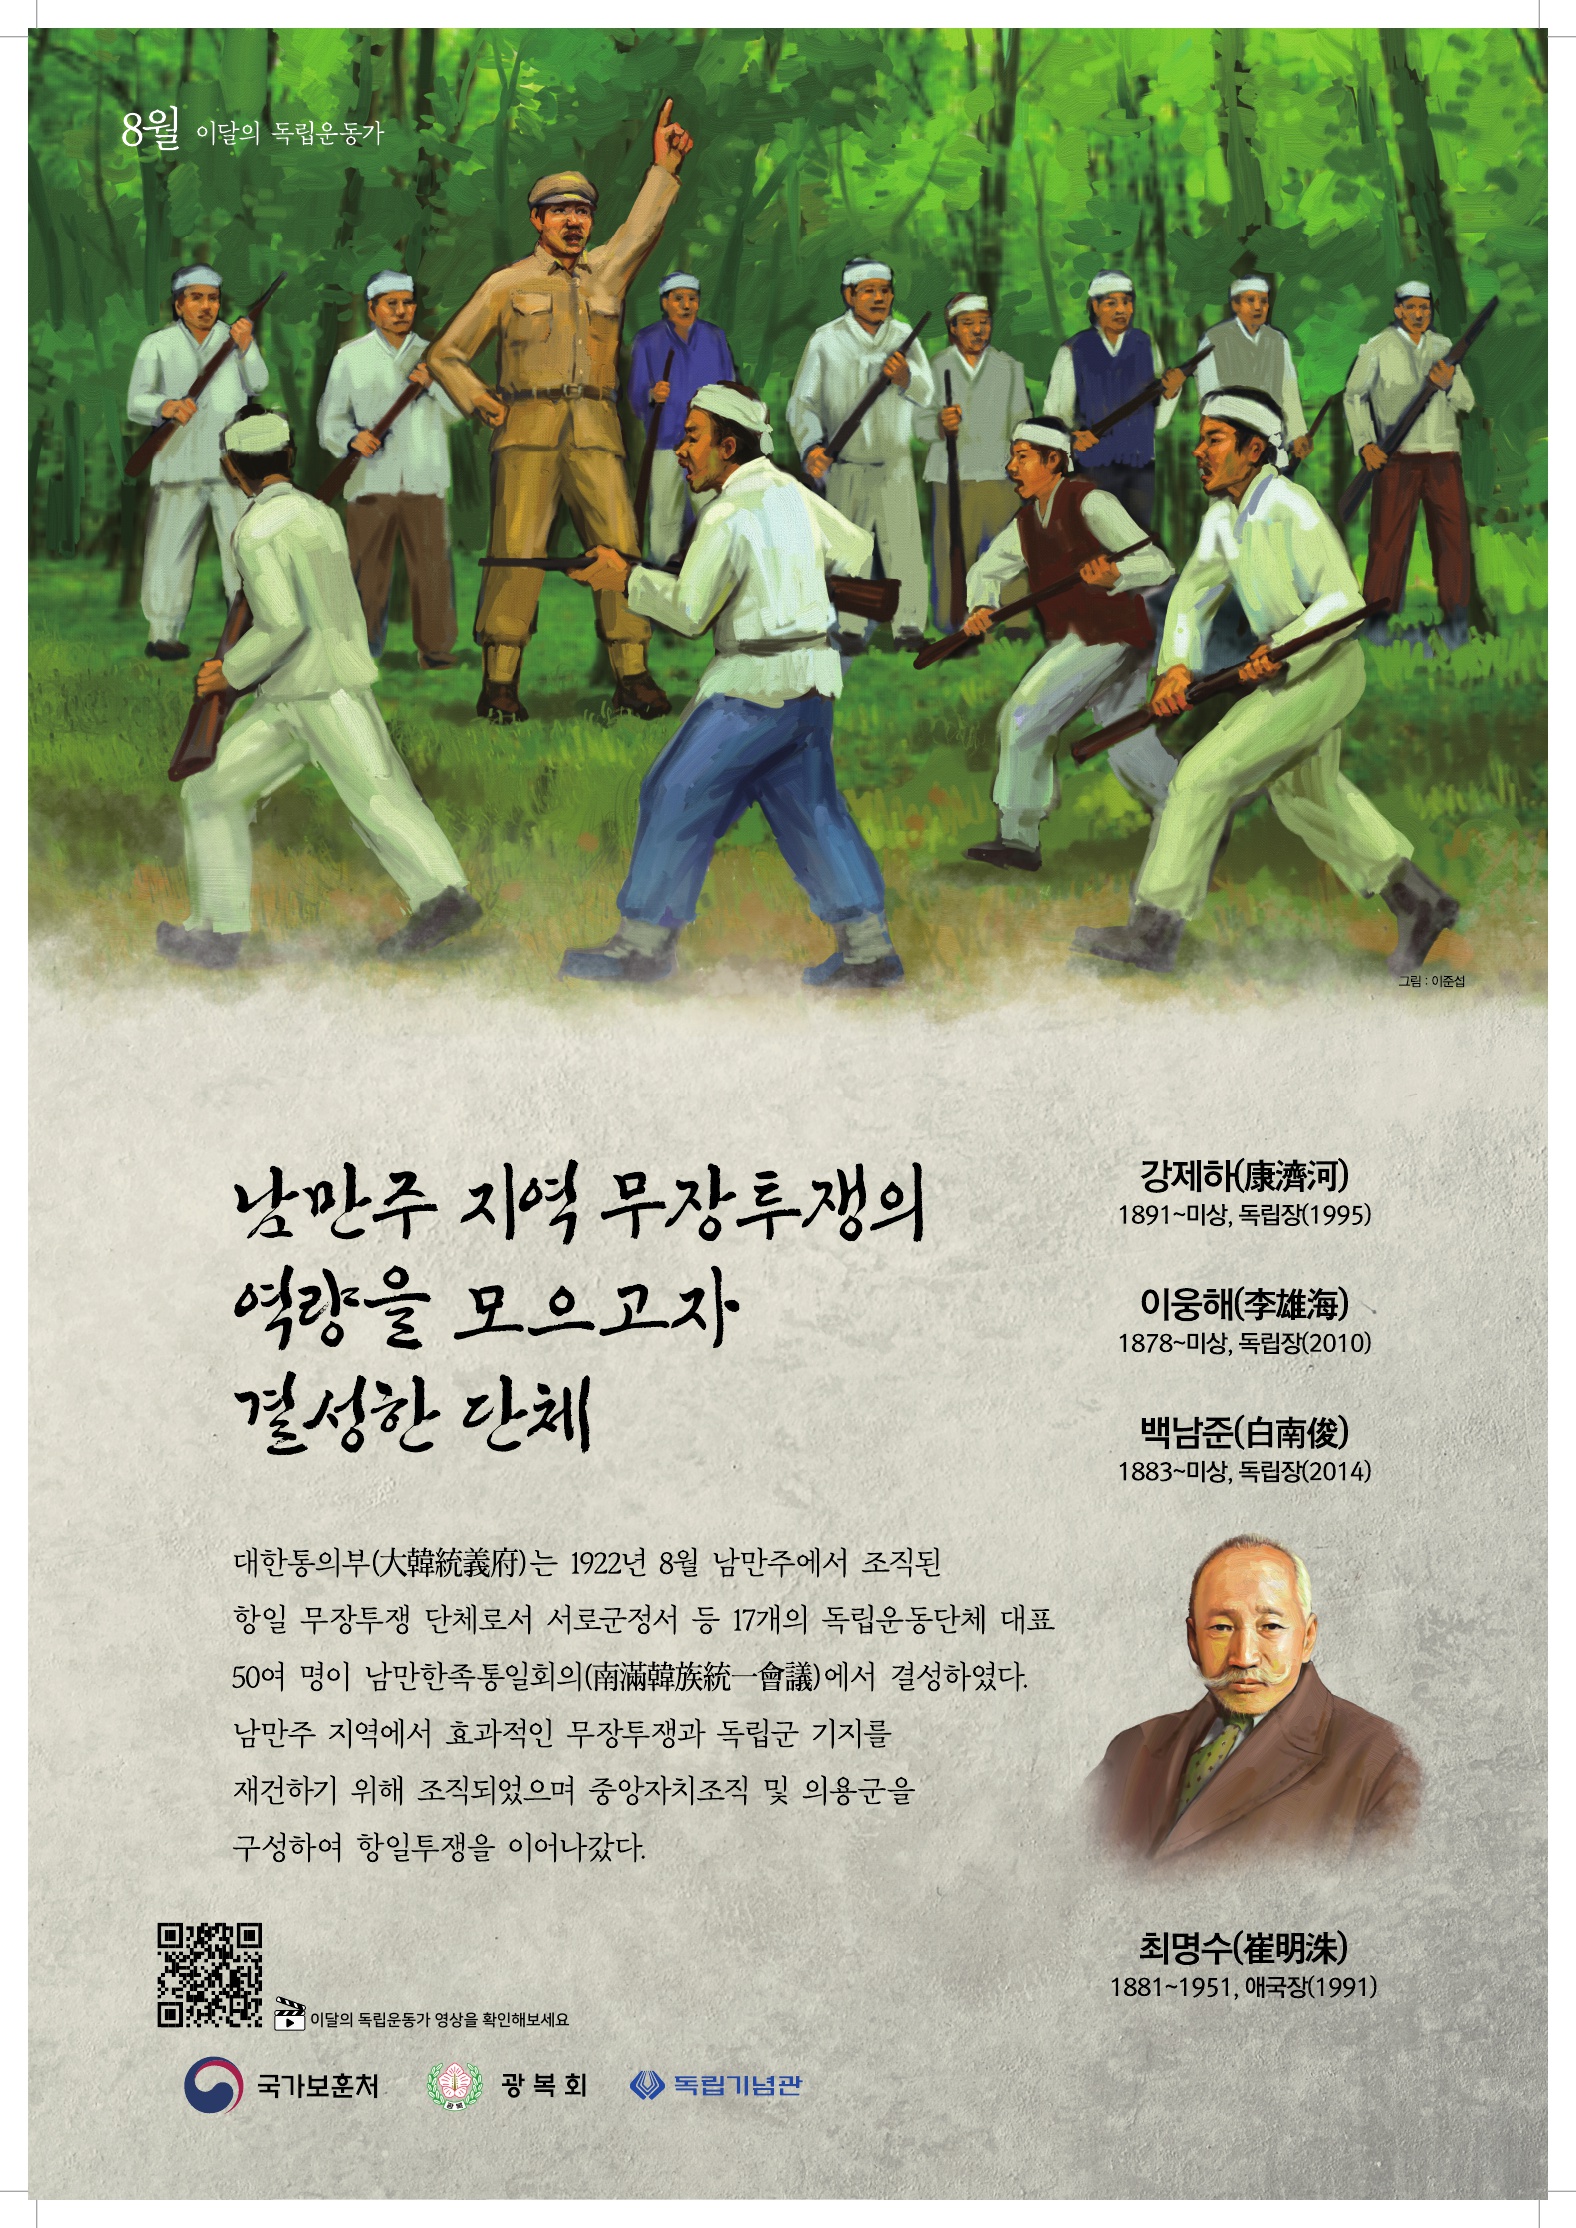 8월 이달의 독립운동가
그림 : 이준섭
남만주 지역 무장투쟁의
역량을 모으고자
결성한 단체
대한통의부(大韓統義府)는 1922년 8월 남만주에서 조직된
항일 무장투쟁 단체로서 서로군정서 등 17개의 독립운동단체 대표
50여 명이 남만한족통일회의(南滿韓族統一會議)에서 결성하였다.
남만주 지역에서 효과적인 무장투쟁과 독립군 기지를
재건하기 위해 조직되었으며 중앙자치조직 및 의용군을
구성하여 항일투쟁을 이어나갔다.
강제하(康濟河)
1891~미상, 독립장(1995)
이웅해(李雄海)
1878~미상, 독립장(2010)
백남준(白南俊)
1883~미상, 독립장(2014)
최명수(崔明洙)
1881~1951, 애국장(1991)
이달의 독립운동가 영상을 확인해보세요
국가보훈처
광복
광복회
독립기념관